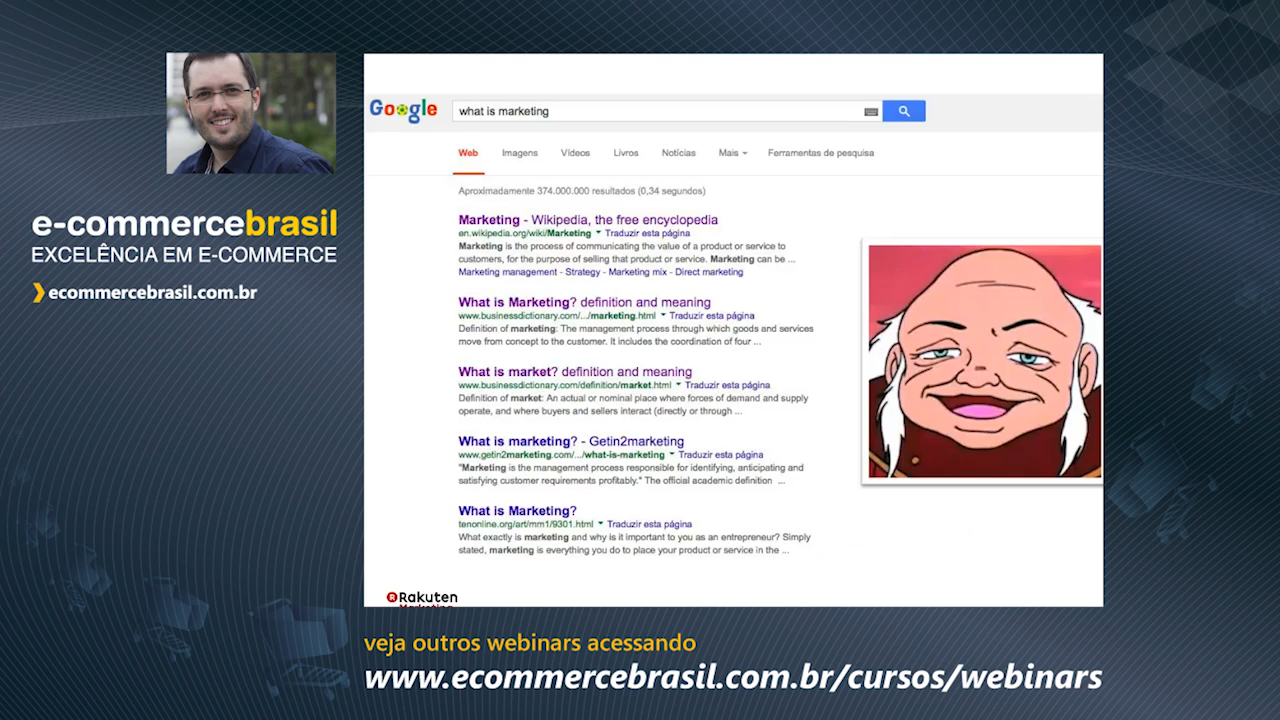 e-commercebrasil
EXCELÊNCIA EM E-COMMERCE
ecommercebrasil.com.br
Google
what is marketing
Web Imagens Vídeos Livros Notícias Mais Ferramentas de pesquisa
Aproximadamente 374.000.000 resultados (0,34 segundos)
Marketing - Wikipedia, the free encyclopedia
en.wikipedia.org/wiki/Marketing Traduzir esta página
Marketing is the process of communicating the value of a product or service to
customers, for the purpose of selling that product or service. Marketing can be ...
Marketing management - Strategy - Marketing mix - Direct marketing
What is Marketing? definition and meaning
www.businessdictionary.com/.../marketing.html Traduzir esta página
Definition of marketing: The management process through which goods and services
move from concept to the customer. It includes the coordination of four ...
What is market? definition and meaning
www.businessdictionary.com/definition/market.html Traduzir esta página
Definition of market: An actual or nominal place where forces of demand and supply
operate, and where buyers and sellers interact (directly or through ...
What is marketing? - Getin2marketing
www.getin2marketing.com/.../what-is-marketing Traduzir esta página
"Marketing is the management process responsible for identifying, anticipating and
satisfying customer requirements profitably." The official academic definition ...
What is Marketing?
tenonline.org/art/mm1/9301.html Traduzir esta página
What exactly is marketing and why is it important to you as an entrepreneur? Simply
stated, marketing is everything you do to place your product or service in the ...
Rakuten
Marketing
veja outros webinars acessando
www.ecommercebrasil.com.br/cursos/webinars